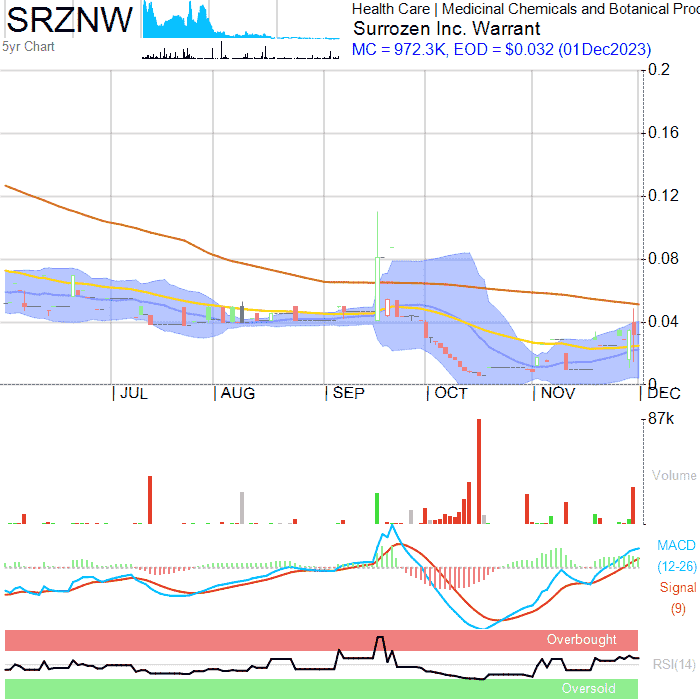 SRZNW
5yr Chart
Health Care | Medicinal Chemicals and Botanical Pro
Surrozen Inc. Warrant
MC = 972.3K, EOD = $0.032 (01Dec2023)
0.2
0.16
0.12
0.08
0.04
0
JUL AUG SEP OCT NOV DEC
87k
Volume
MACD
(12-26)
Signal
(9)
Overbought
RSI(14)
Oversold